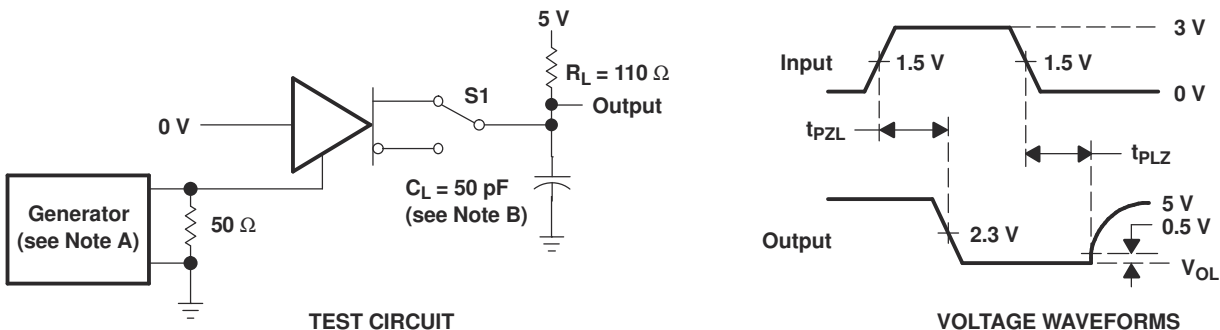 5 V
R_L = 110 Ω
S1
Output
0 V
C_L = 50 pF
(see Note B)
Generator
(see Note A)
50 Ω
TEST CIRCUIT
3 V
Input
1.5 V
1.5 V
0 V
t_PZL
t_PLZ
5 V
0.5 V
Output
2.3 V
V_OL
VOLTAGE WAVEFORMS